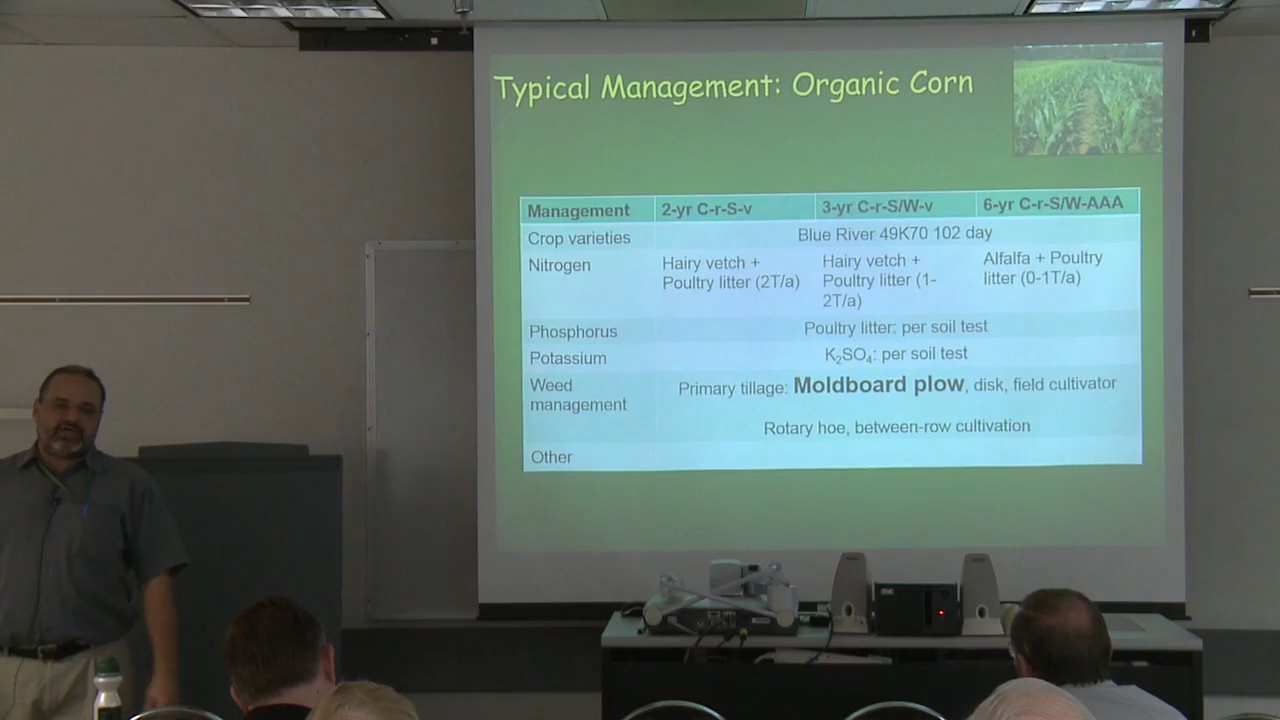 Typical Management: Organic Corn
Management 2-yr C-r-S-v 3-yr C-r-S/W-v 6-yr C-r-S/W-AAA
Crop varieties Blue River 49K70 102 day
Nitrogen Hairy vetch + Hairy vetch + Alfalfa + Poultry
Poultry litter (2T/a) Poultry litter (1- litter (0-1T/a)
2T/a)
Phosphorus Poultry litter: per soil test
Potassium K₂SO₄: per soil test
Weed Primary tillage: Moldboard plow, disk, field cultivator
management
Rotary hoe, between-row cultivation
Other